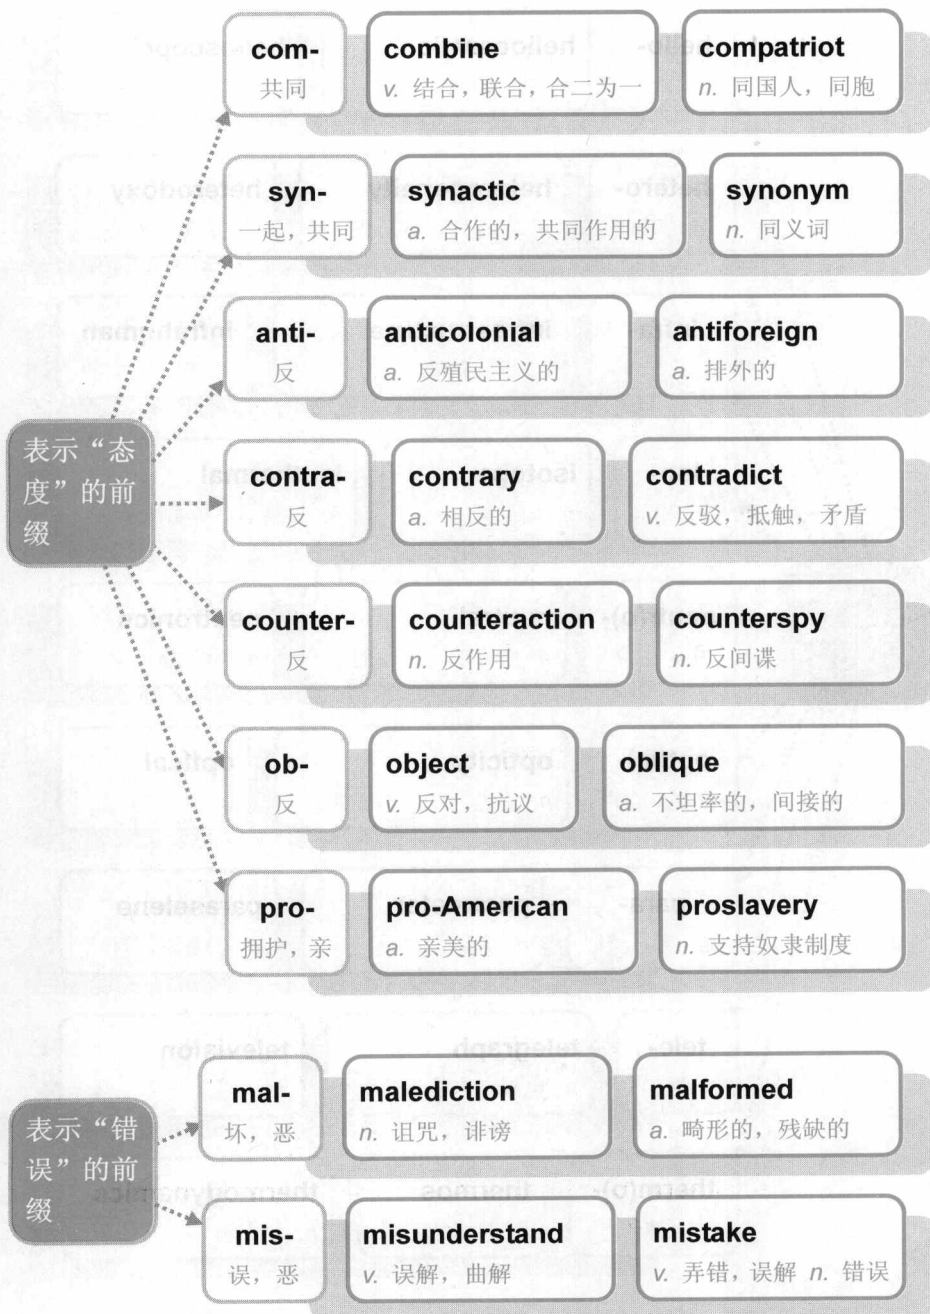 com-
共同
combine
v. 结合，联合，合二为一
compatriot
n. 同国人，同胞
syn-
一起，共同
synactic
a. 合作的，共同作用的
synonym
n. 同义词
anti-
反
anticolonial
a. 反殖民主义的
antiforeign
a. 排外的
表示“态
度”的前
缀
contra-
反
contrary
a. 相反的
contradict
v. 反驳，抵触，矛盾
counter-
反
counteraction
n. 反作用
counterspy
n. 反间谍
ob-
反
object
v. 反对，抗议
oblique
a. 不坦率的，间接的
pro-
拥护，亲
pro-American
a. 亲美的
proslavery
n. 支持奴隶制度
表示“错
误”的前
缀
mal-
坏，恶
malediction
n. 诅咒，诽谤
malformed
a. 畸形的，残缺的
mis-
误，恶
misunderstand
v. 误解，曲解
mistake
v. 弄错，误解 n. 错误